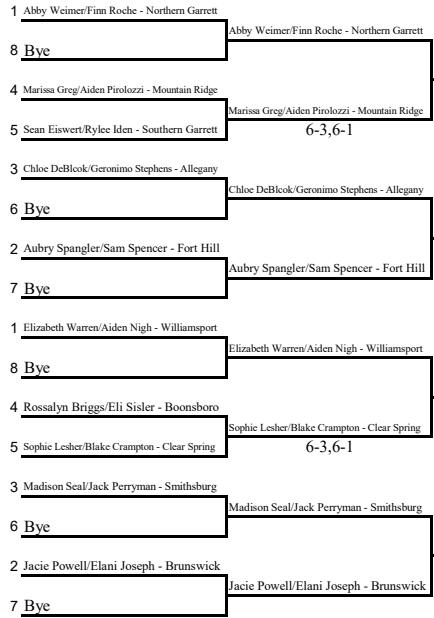 1 Abby Weimer/Finn Roche - Northern Garrett
Abby Weimer/Finn Roche - Northern Garrett
8 Bye
4 Marissa Greg/Aiden Pirolozzi - Mountain Ridge
Marissa Greg/Aiden Pirolozzi - Mountain Ridge
5 Sean Eiswert/Rylee Iden - Southern Garrett
6-3,6-1
3 Chloe DeBlcok/Geronimo Stephens - Allegany
Chloe DeBlcok/Geronimo Stephens - Allegany
6 Bye
2 Aubry Spangler/Sam Spencer - Fort Hill
Aubry Spangler/Sam Spencer - Fort Hill
7 Bye
1 Elizabeth Warren/Aiden Nigh - Williamsport
Elizabeth Warren/Aiden Nigh - Williamsport
8 Bye
4 Rossalyn Briggs/Eli Sisler - Boonsboro
Sophie Lesher/Blake Crampton - Clear Spring
5 Sophie Lesher/Blake Crampton - Clear Spring
6-3,6-1
3 Madison Seal/Jack Perryman - Smithsburg
Madison Seal/Jack Perryman - Smithsburg
6 Bye
2 Jacie Powell/Elani Joseph - Brunswick
Jacie Powell/Elani Joseph - Brunswick
7 Bye